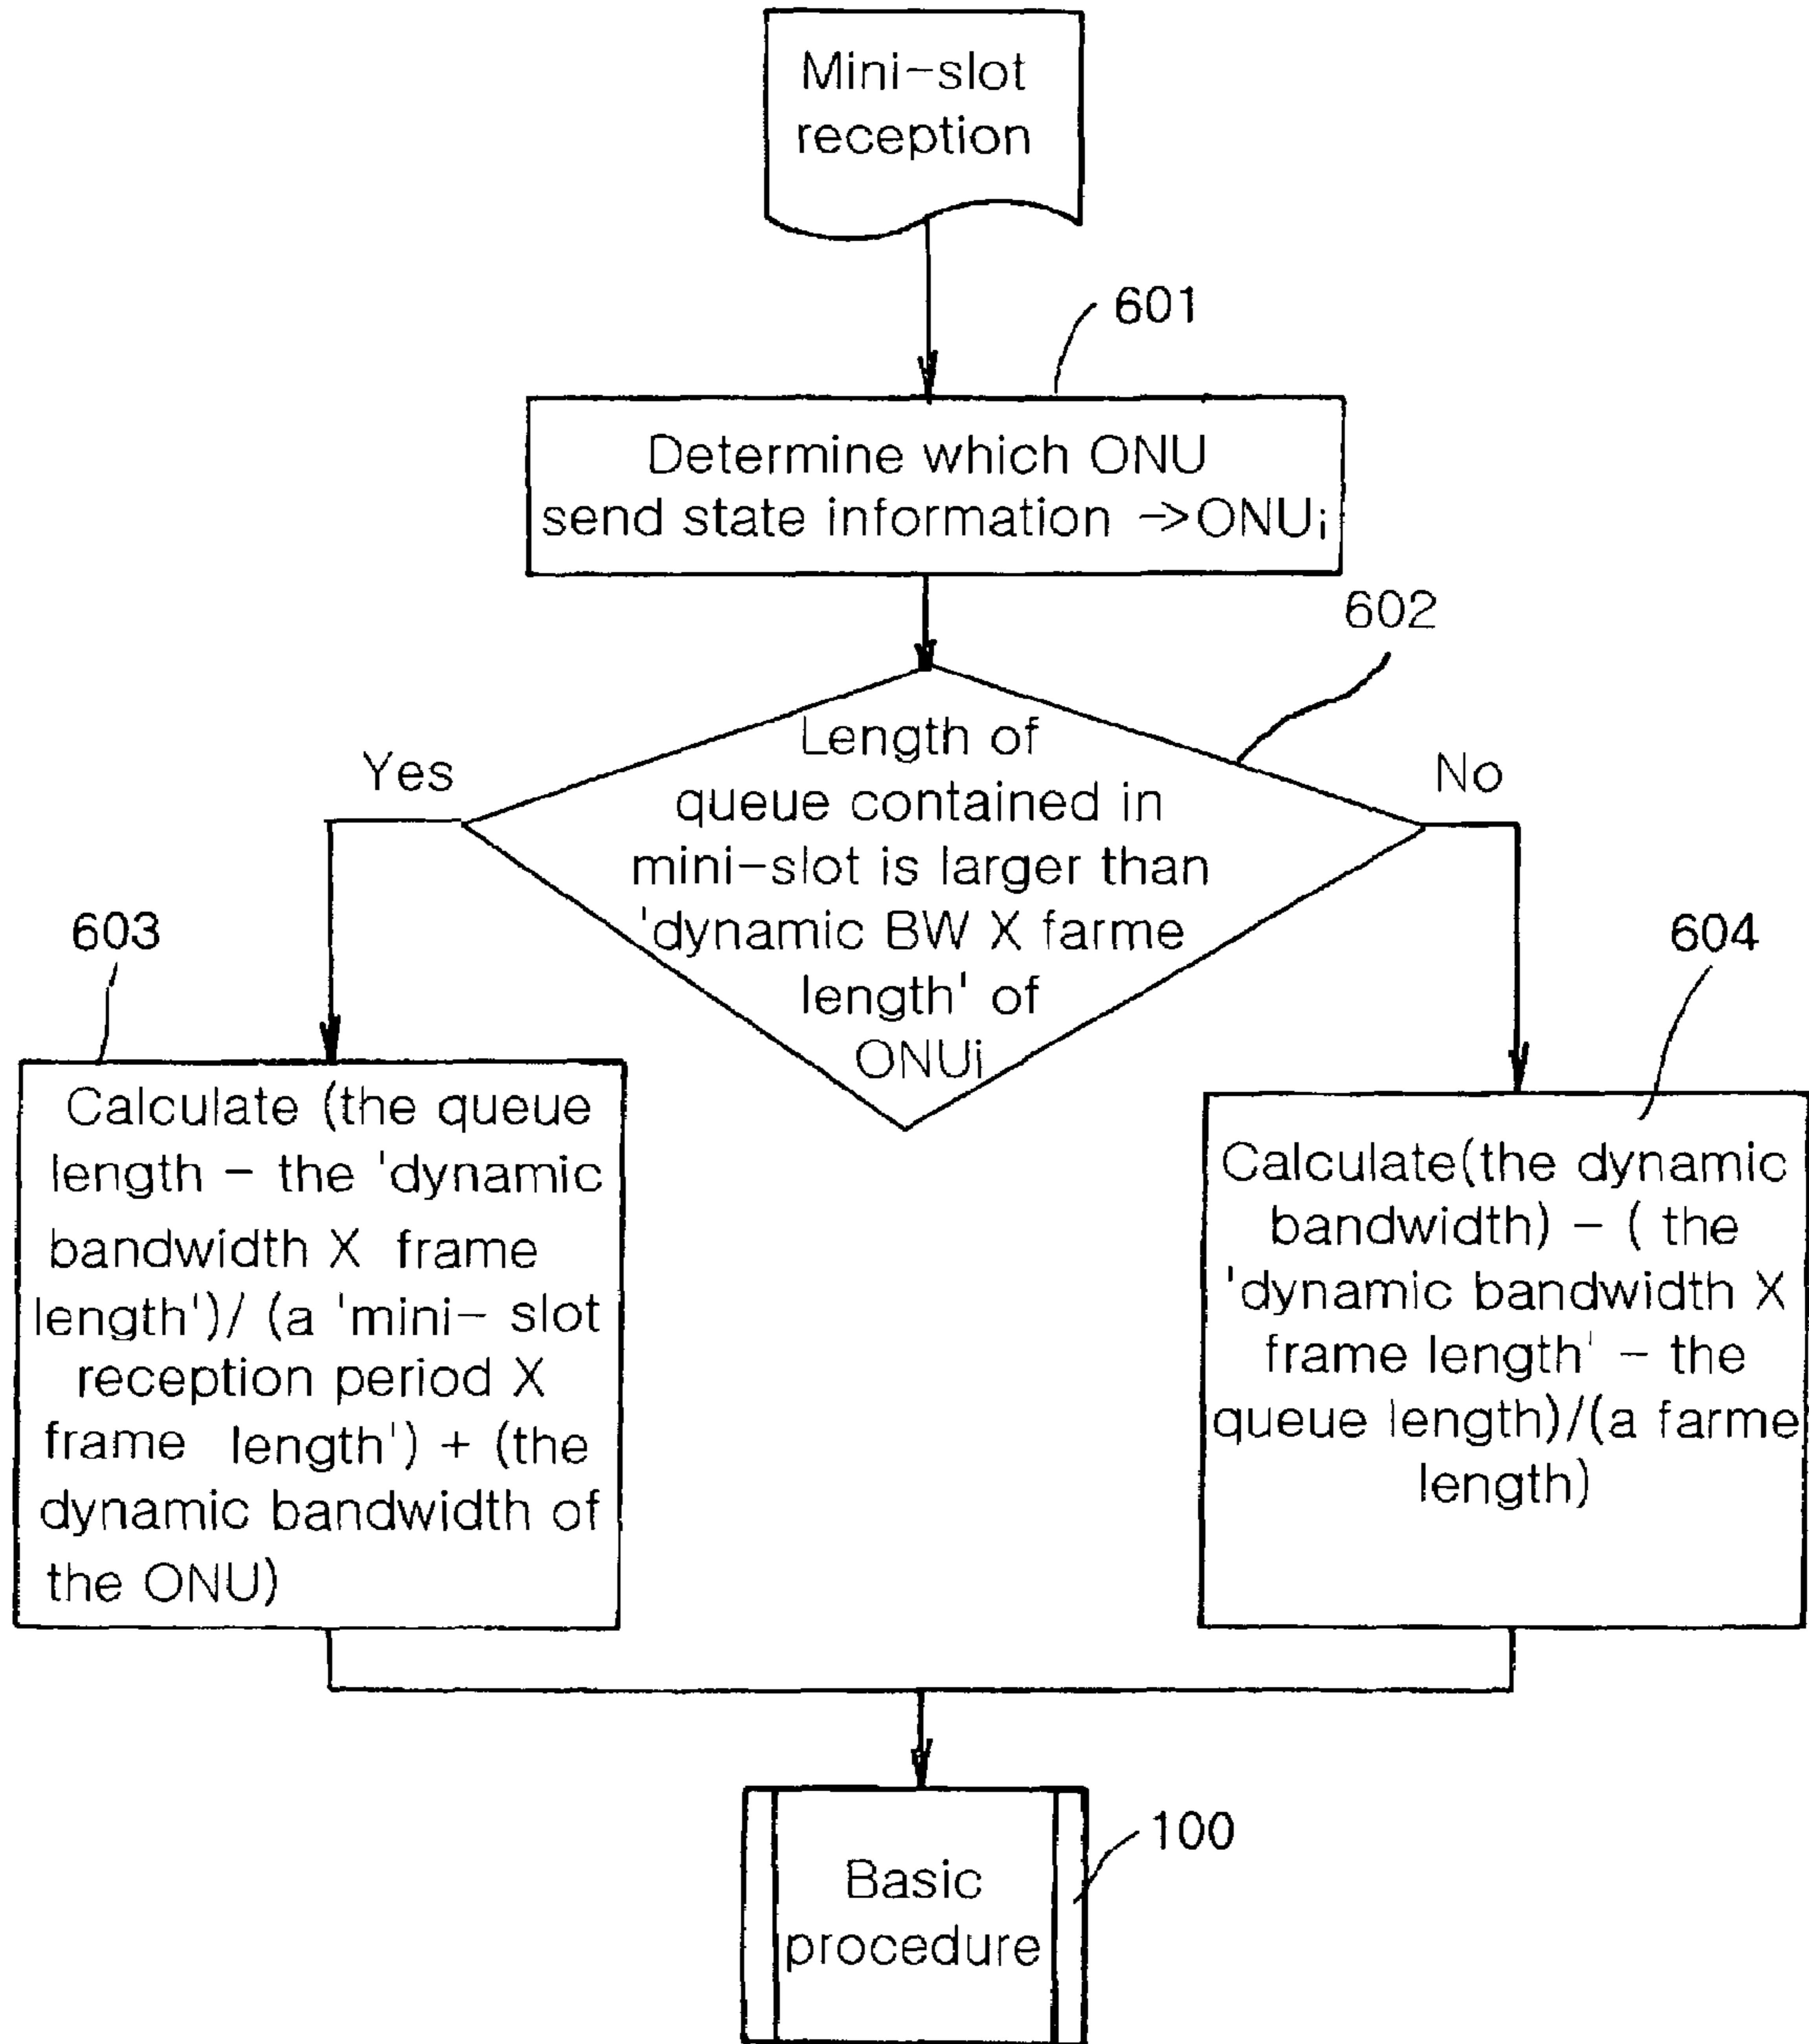 Mini-slot
reception
601
Determine which ONU
send state information ->ONUi
602
Length of
queue contained in
mini-slot is larger than
'dynamic BW X farme
length' of
ONUi
Yes
No
603
Calculate (the queue
length - the 'dynamic
bandwidth X frame
length')/ (a 'mini- slot
reception period X
frame length') + (the
dynamic bandwidth of
the ONU)
604
Calculate(the dynamic
bandwidth) - ( the
'dynamic bandwidth X
frame length' - the
queue length)/(a farme
length)
Basic
procedure
100